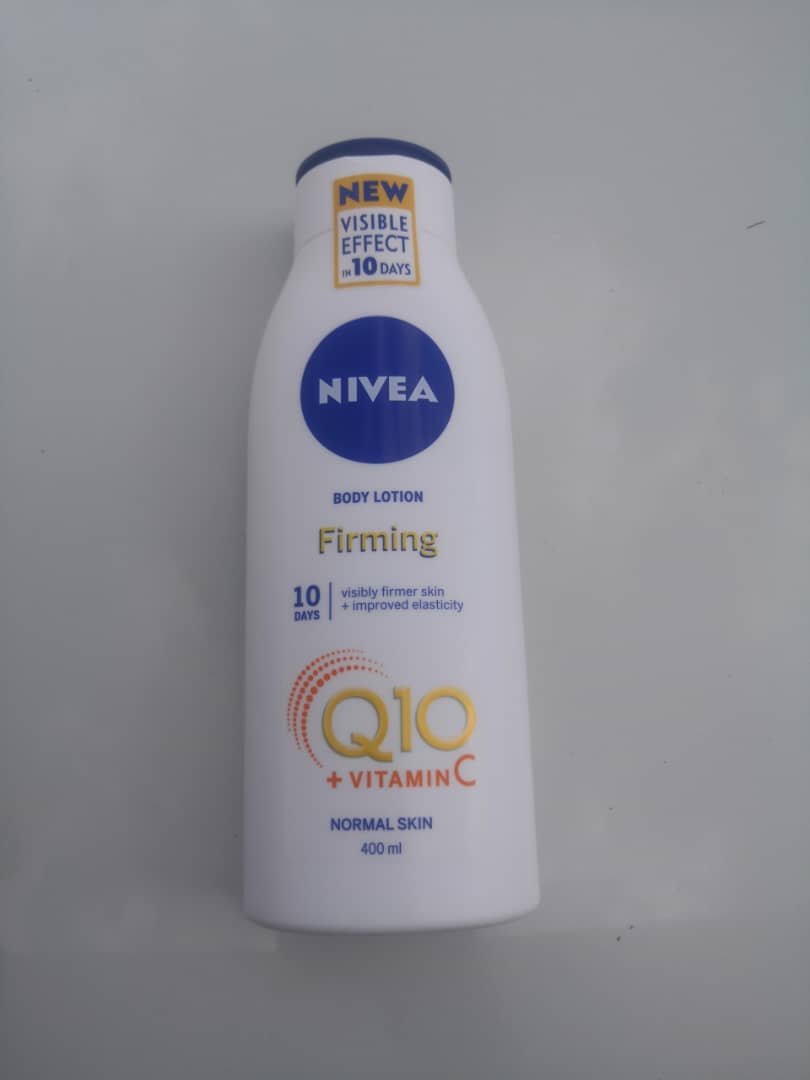 NEW
VISIBLE
EFFECT
IN 10 DAYS
NIVEA
BODY LOTION
Firming
10 DAYS
visibly firmer skin
+ improved elasticity
Q10
+ VITAMIN C
NORMAL SKIN
400 ml